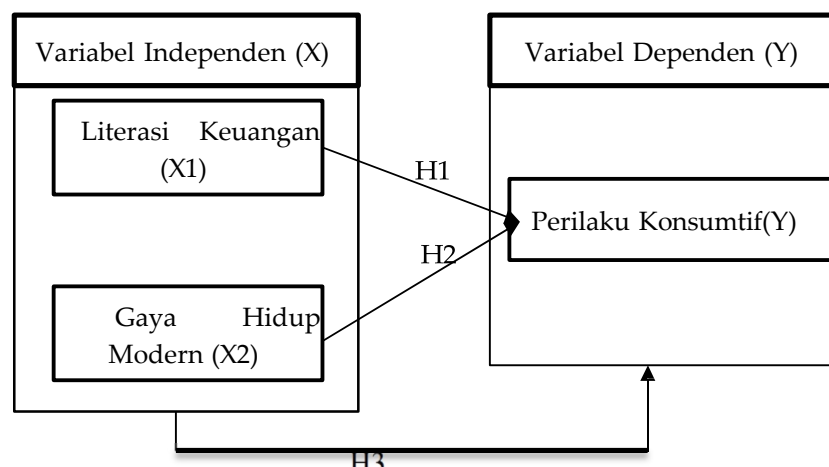 Variabel Independen (X)
Variabel Dependen (Y)
Literasi Keuangan
(X1)
H1
Perilaku Konsumtif(Y)
H2
Gaya Hidup
Modern (X2)
H3